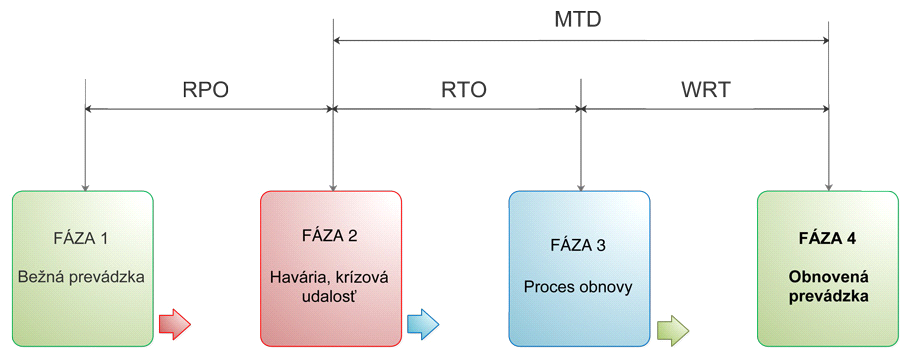 MTD
RPO
RTO
WRT
FÁZA 1
Bežná prevádzka
FÁZA 2
Havária, krízová
udalosť
FÁZA 3
Proces obnovy
FÁZA 4
Obnovená
prevádzka